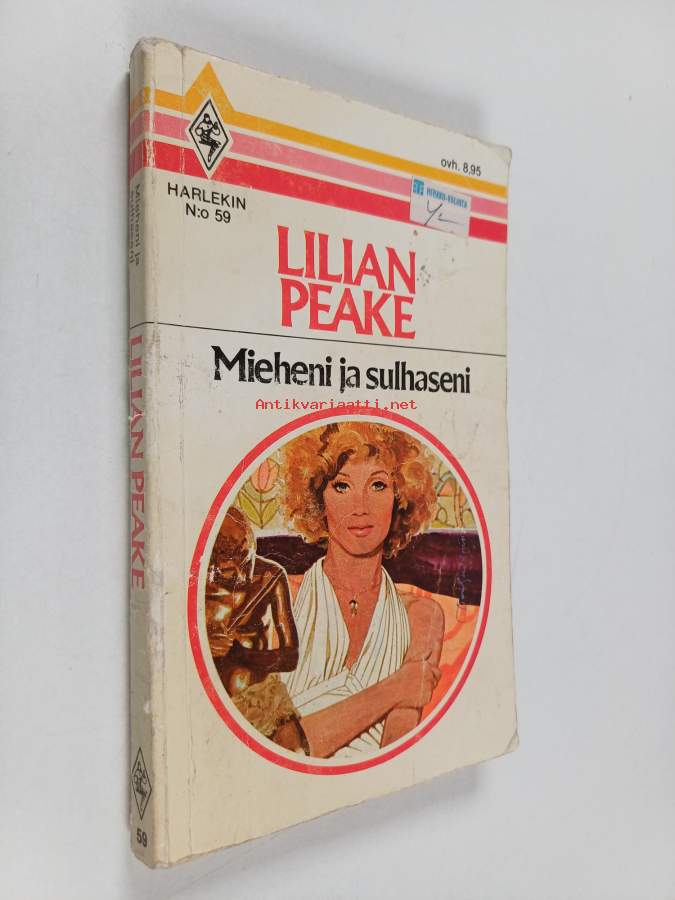 ovh. 8,95
HARLEKIN
N:o 59
LILIAN
PEAKE
Mieheni ja sulhaseni
Antikvariaatti.net
Mieheni ja
sulhaseni
LILIAN PEAKE
59